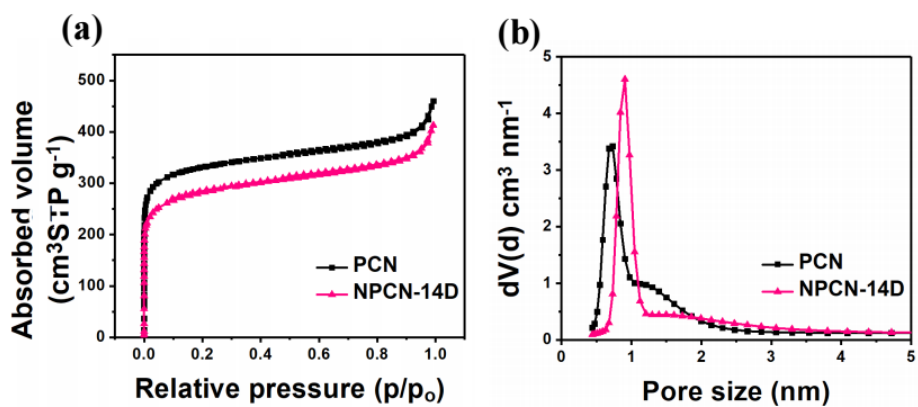 (a)
Absorbed volume
(cm³STP g⁻¹)
500
400
300
200
100
0
PCN
NPCN-14D
0.0 0.2 0.4 0.6 0.8 1.0
Relative pressure (p/pₒ)
(b)
dV(d) cm³ nm⁻¹
5
4
3
2
1
0
PCN
NPCN-14D
0 1 2 3 4 5
Pore size (nm)